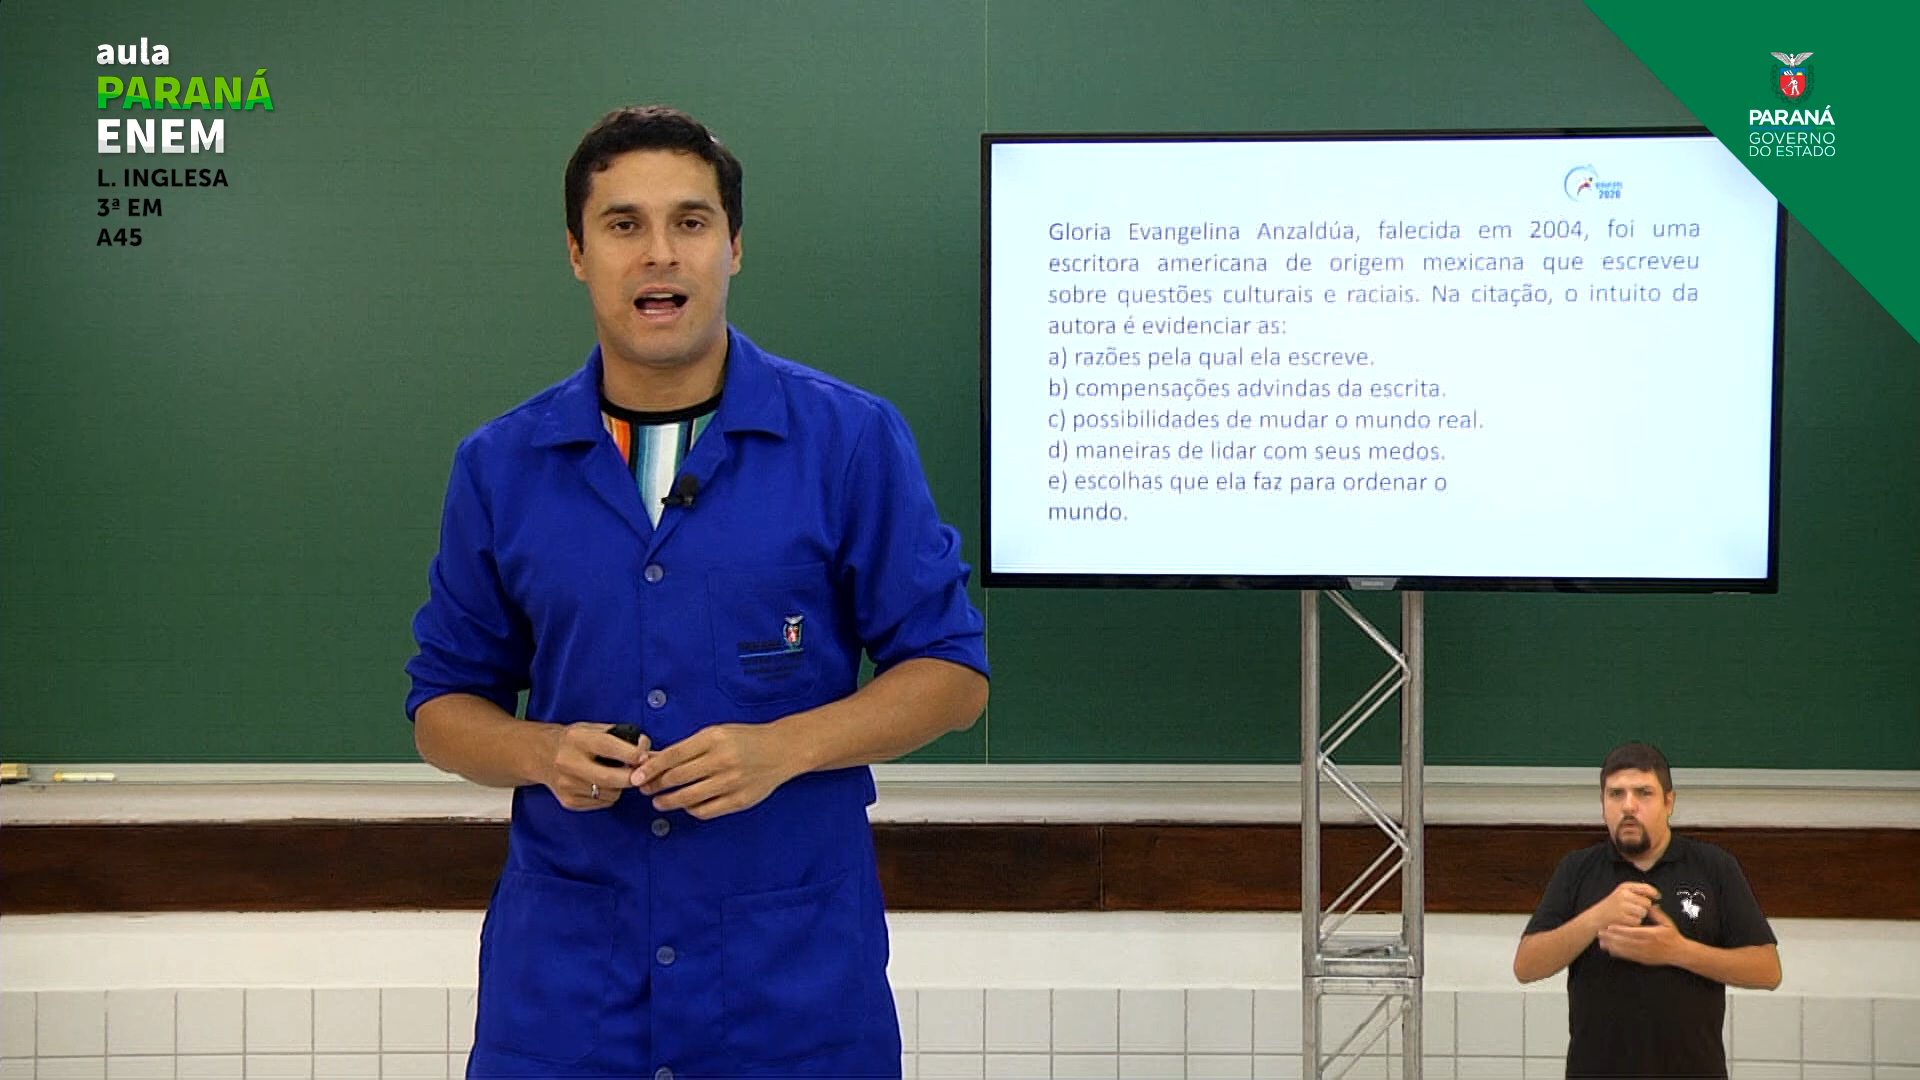 aula
PARANÁ
ENEM
L. INGLESA
3ª EM
A45
PARANÁ
GOVERNO
DO ESTADO
2020
Gloria Evangelina Anzaldúa, falecida em 2004, foi uma
escritora americana de origem mexicana que escreveu
sobre questões culturais e raciais. Na citação, o intuito da
autora é evidenciar as:
a) razões pela qual ela escreve.
b) compensações advindas da escrita.
c) possibilidades de mudar o mundo real.
d) maneiras de lidar com seus medos.
e) escolhas que ela faz para ordenar o
mundo.